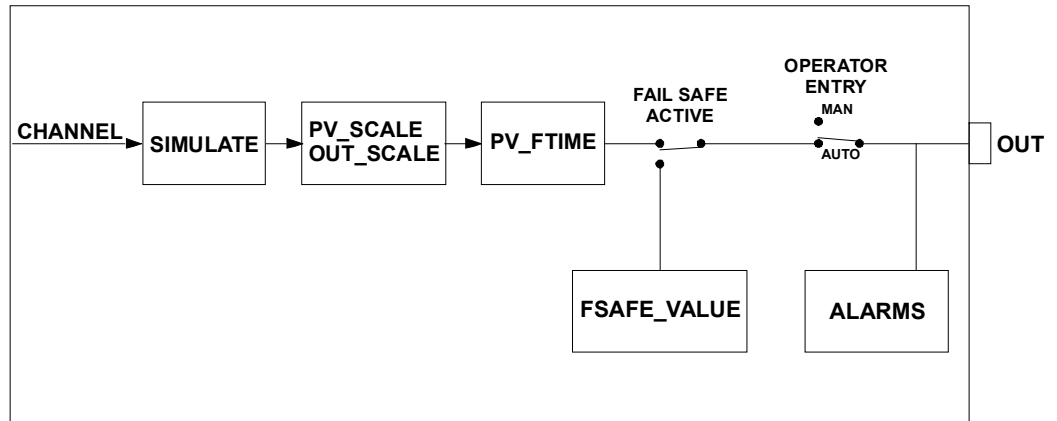 OPERATOR
ENTRY
FAIL SAFE
ACTIVE
MAN
CHANNEL
SIMULATE
PV_SCALE
OUT_SCALE
PV_FTIME
AUTO
OUT
FSAFE_VALUE
ALARMS